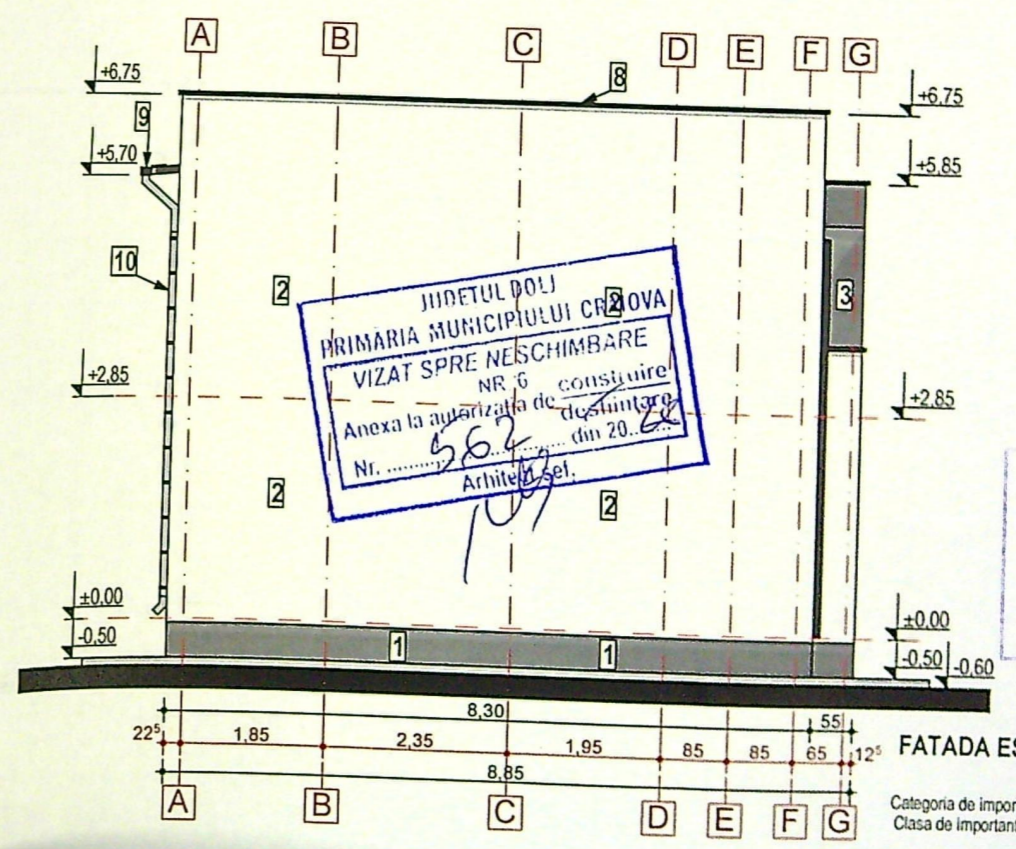 A B C D E F G
8
+6,75
+6,75
9
+5,70
+5,85
10
2
2
3
JUDETUL DOLJ
PRIMĂRIA MUNICIPIULUI CRAIOVA
VIZAT SPRE NESCHIMBARE
NR 6
Anexa la autorizatia de construire
desfiintare
Nr. .......... 562 .......... din 20..22....
Arhitect sef,
+2,85
+2,85
2
2
±0,00
±0,00
-0,50
1
1
-0,50
-0,60
8,30
55
22⁵
1,85
2,35
1,95
85
85
65
12⁵
8,85
FATADA ES
A B C D E F G
Categoria de impor
Clasa de important